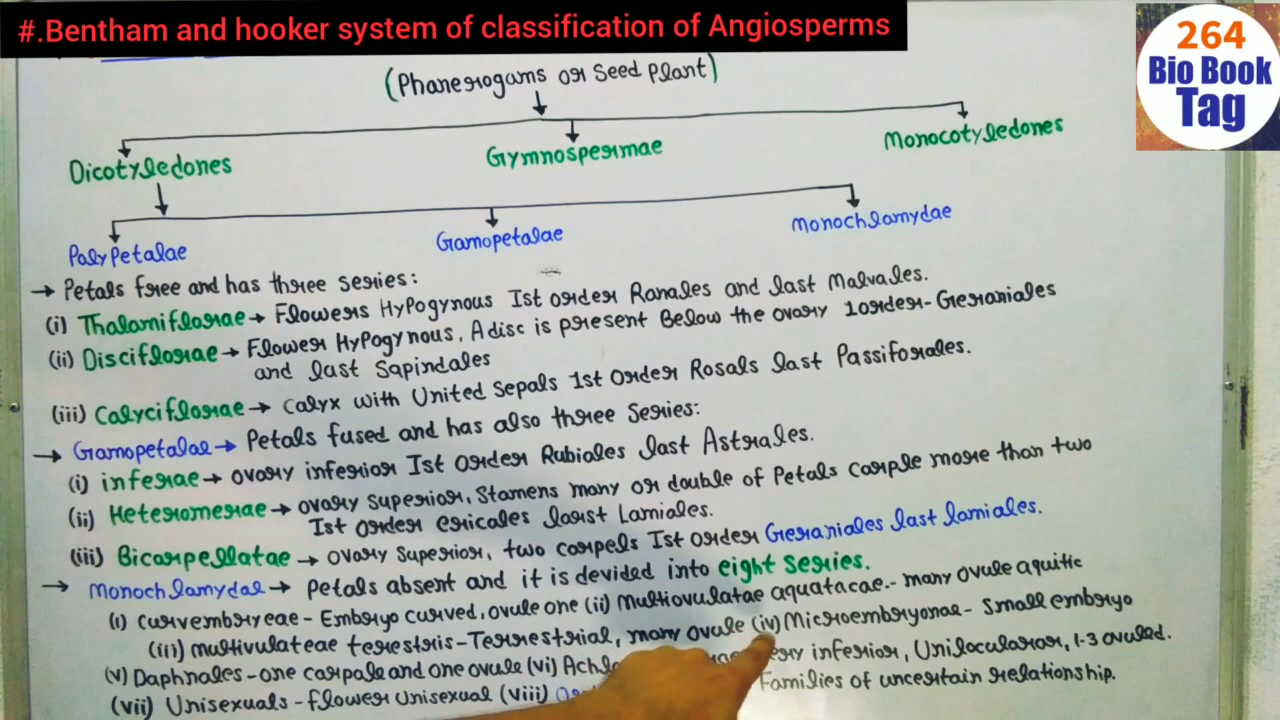 #.Bentham and hooker system of classification of Angiosperms
264
Bio Book
Tag
(Phanerogams or Seed Plant)
Dicotyledones
Gymnospermae
Monocotyledones
Polypetalae
Gamopetalae
Monochlamydae
→ Petals free and has three series:
(i) Thalamiflorae → Flowers Hypogynous Ist order Ranales and last Malvales.
(ii) Disciflorae → Flower Hypogynous, A disc is present Below the ovary 1order-Geraniales
and last Sapindales
(iii) Calyciflorae → Calyx with United Sepals 1st Order Rosals last Passiforales.
→ Gamopetalae → Petals fused and has also three Series:
(i) inferae → ovary inferior Ist Order Rubiales last Astrales.
(ii) Heteromerae → ovary superior, Stamens many or double of Petals carple more than two
Ist order ericales last Lamiales.
(iii) Bicarpellatae → ovary Superior, two carpels Ist order Geraniales last lamiales.
→ Monochlamydal → Petals absent and it is devided into eight Series.
(i) Curvembryeae - Embryo curved, ovule one (ii) Multiovulatae aquatacae.- many ovule aquitic
(iii) multivulateae terestris - Terrestrial, many ovule (iv) Microembryonae - Small embryo
(v) Daphnales - one carpale and one ovule (vi) inferior, Unilocularar, 1-3 ovuled.
(vii) Unisexuals - flower Unisexual (viii) Families of uncertain relationship.